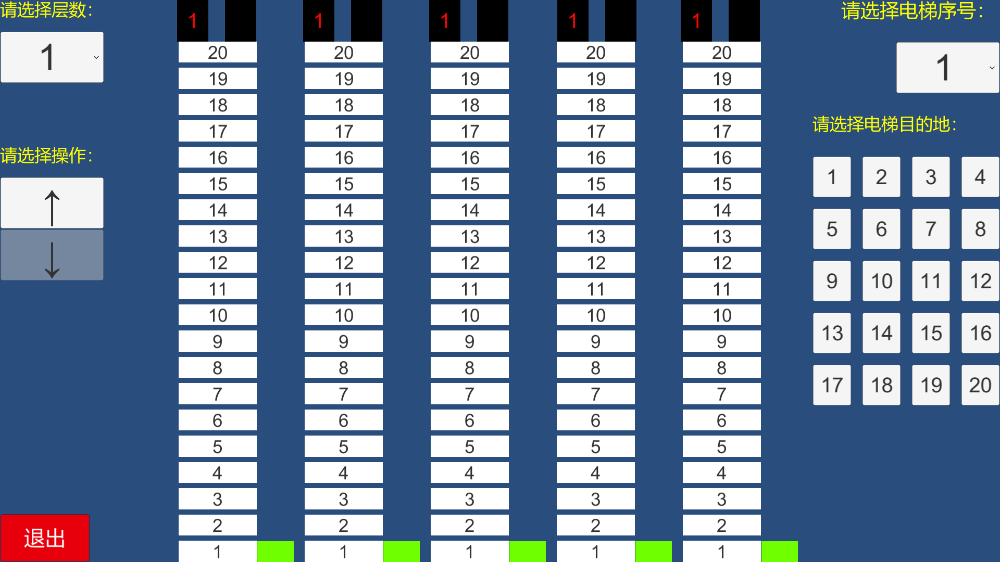 请选择层数：
1
请选择操作：
↑
↓
退出
1 1 1 1 1
20 20 20 20 20
19 19 19 19 19
18 18 18 18 18
17 17 17 17 17
16 16 16 16 16
15 15 15 15 15
14 14 14 14 14
13 13 13 13 13
12 12 12 12 12
11 11 11 11 11
10 10 10 10 10
9 9 9 9 9
8 8 8 8 8
7 7 7 7 7
6 6 6 6 6
5 5 5 5 5
4 4 4 4 4
3 3 3 3 3
2 2 2 2 2
1 1 1 1 1
请选择电梯序号：
1
请选择电梯目的地：
1 2 3 4
5 6 7 8
9 10 11 12
13 14 15 16
17 18 19 20